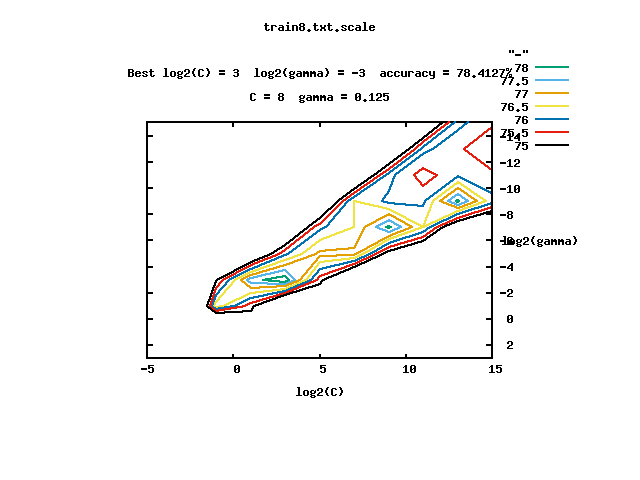 train8.txt.scale
"-"
Best log2(C) = 3  log2(gamma) = -3  accuracy = 78.4127%
C = 8  gamma = 0.125
78
77.5
77
76.5
76
75.5
75
-14
-12
-10
-8
-6
log2(gamma)
-4
-2
0
2
-5 0 5 10 15
log2(C)